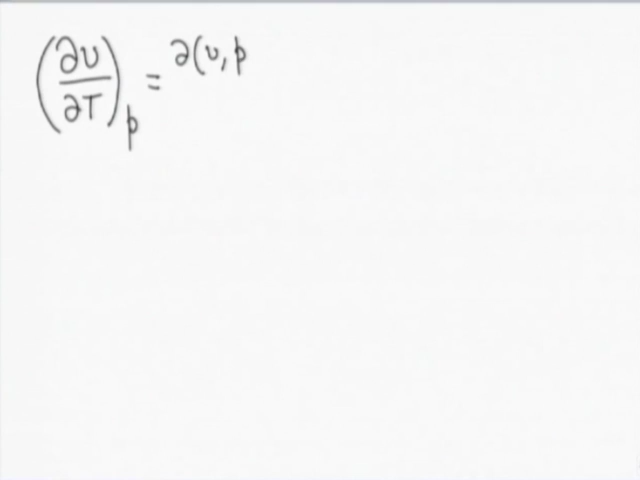 (∂v/∂T)_p = ∂(v, p